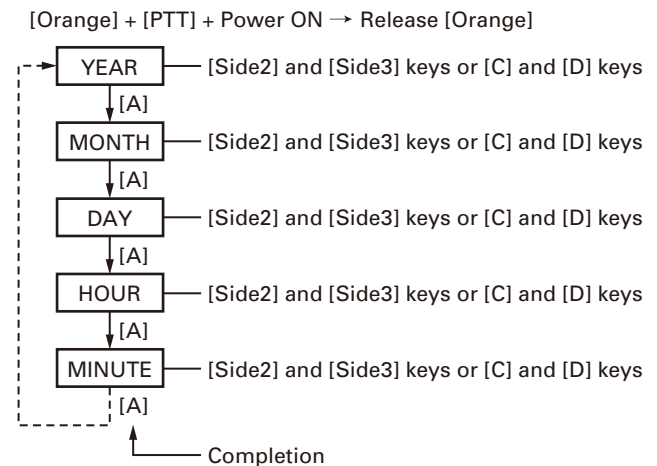 [Orange] + [PTT] + Power ON → Release [Orange]
YEAR [Side2] and [Side3] keys or [C] and [D] keys
[A]
MONTH [Side2] and [Side3] keys or [C] and [D] keys
[A]
DAY [Side2] and [Side3] keys or [C] and [D] keys
[A]
HOUR [Side2] and [Side3] keys or [C] and [D] keys
[A]
MINUTE [Side2] and [Side3] keys or [C] and [D] keys
[A]
Completion